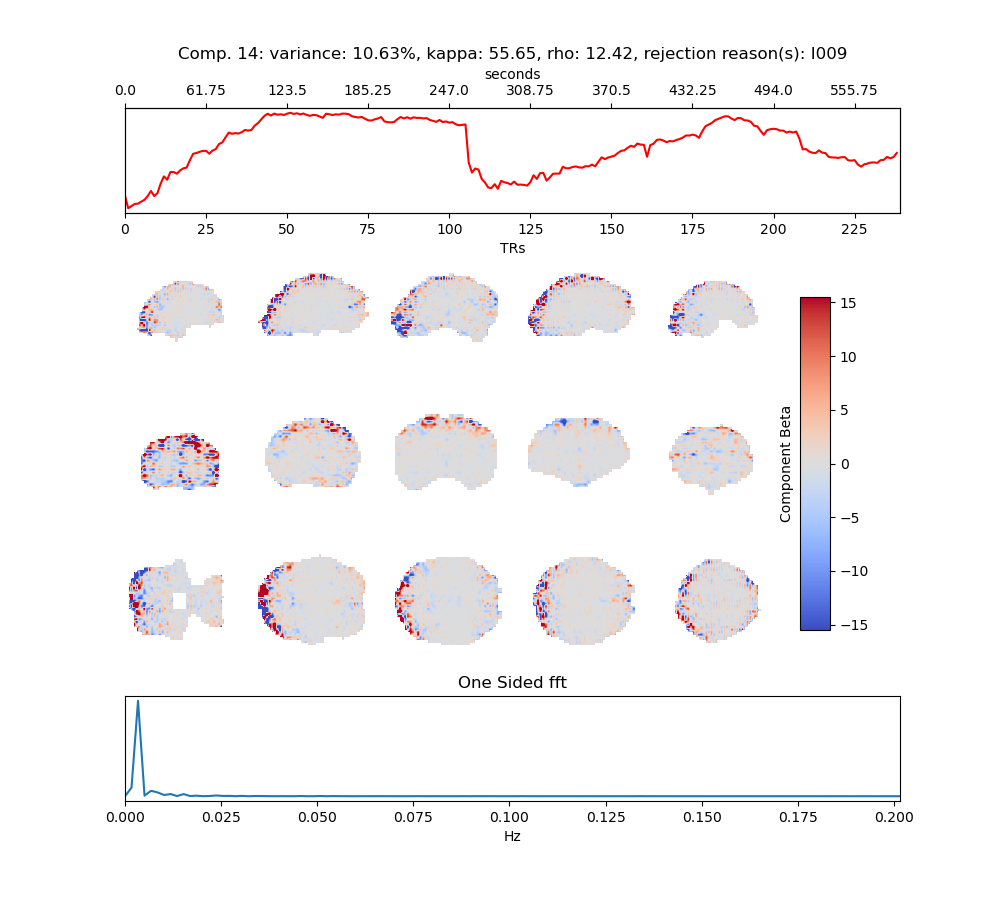 Comp. 14: variance: 10.63%, kappa: 55.65, rho: 12.42, rejection reason(s): I009
seconds
0.0 61.75 123.5 185.25 247.0 308.75 370.5 432.25 494.0 555.75
0 25 50 75 100 125 150 175 200 225
TRs
15
10
5
0
−5
−10
−15
Component Beta
One Sided fft
0.000 0.025 0.050 0.075 0.100 0.125 0.150 0.175 0.200
Hz